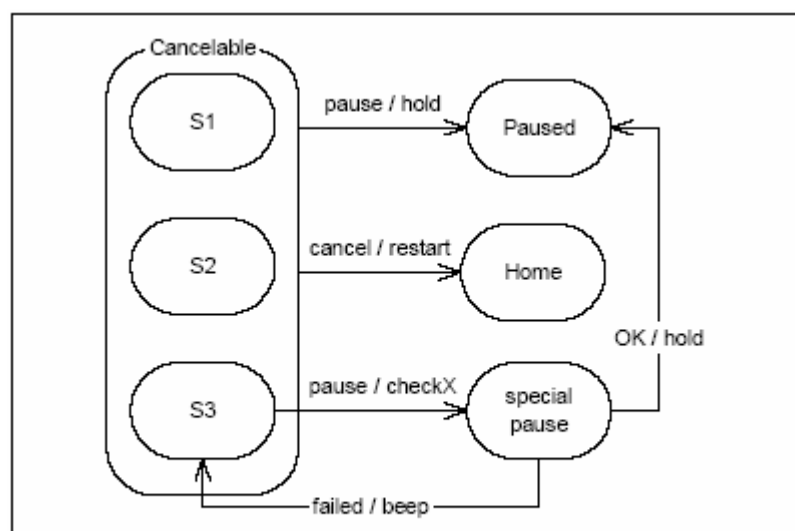 Cancelable
S1
pause / hold
Paused
S2
cancel / restart
Home
OK / hold
S3
pause / checkX
special
pause
failed / beep